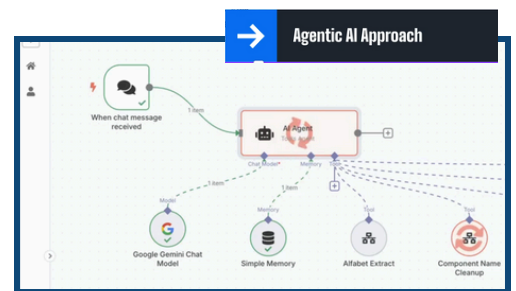 Agentic AI Approach
When chat message
received
1 item
AI Agent
Chat Model*
Memory
Tool
1 item
1 item
Model
Memory
Tool
Tool
Google Gemini Chat
Model
Simple Memory
Alfabet Extract
Component Name
Cleanup